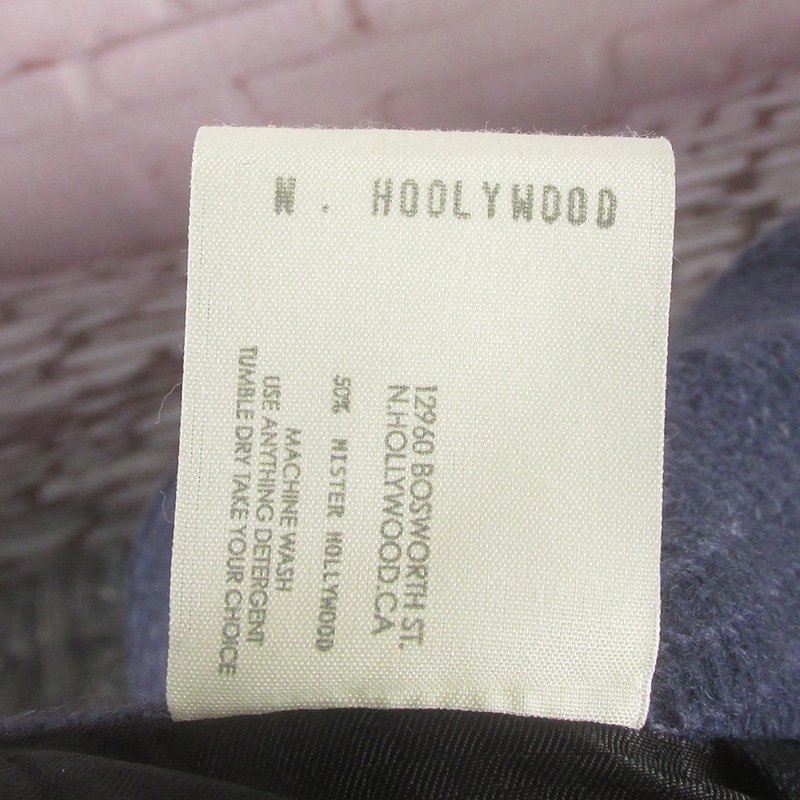 M. HOOLYWOOD
12960 BOSWORTH ST.
N.HOLLYWOOD.CA
50% MISTER HOLLYWOOD
MACHINE WASH
USE ANYTHING DETERGENT
TUMBLE DRY TAKE YOUR CHOICE